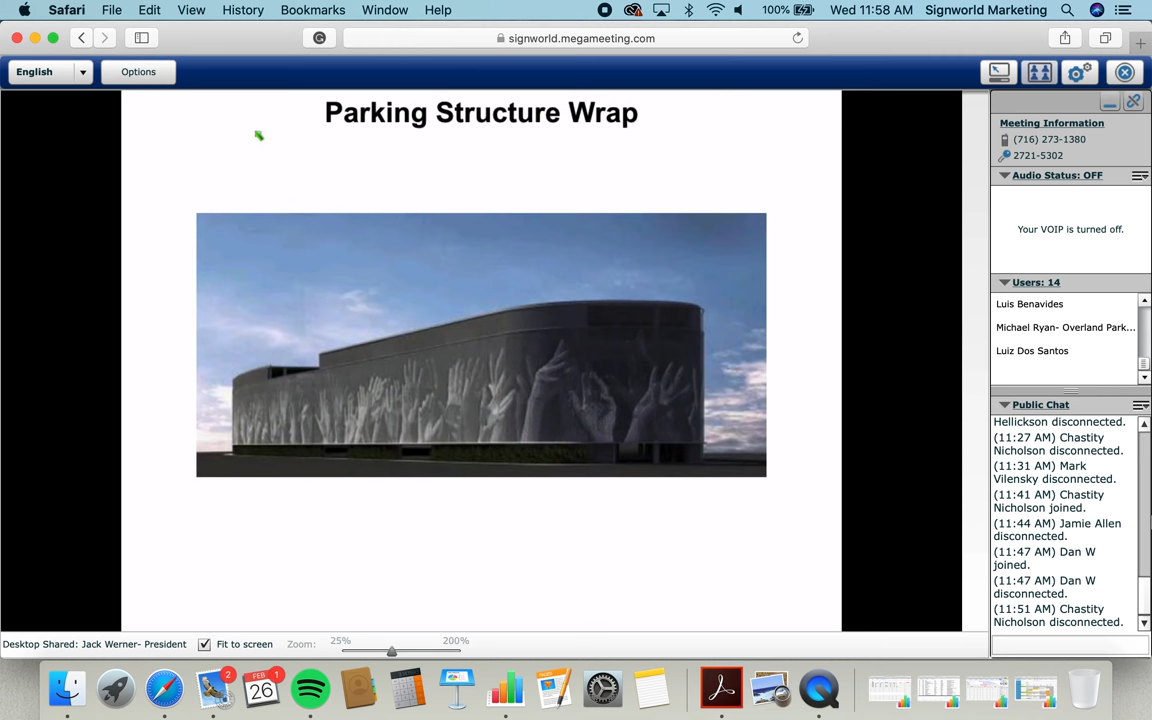 Safari File Edit View History Bookmarks Window Help 100% Wed 11:58 AM Signworld Marketing
signworld.megameeting.com
English Options
Parking Structure Wrap
Meeting Information
(716) 273-1380
2721-5302
Audio Status: OFF
Your VOIP is turned off.
Users: 14
Luis Benavides
Michael Ryan- Overland Park...
Luiz Dos Santos
Public Chat
Hellickson disconnected.
(11:27 AM) Chastity
Nicholson disconnected.
(11:31 AM) Mark
Vilensky disconnected.
(11:41 AM) Chastity
Nicholson joined.
(11:44 AM) Jamie Allen
disconnected.
(11:47 AM) Dan W
joined.
(11:47 AM) Dan W
disconnected.
(11:51 AM) Chastity
Nicholson disconnected.
Desktop Shared: Jack Werner- President Fit to screen Zoom: 25% 200%
2
FEB 1
26